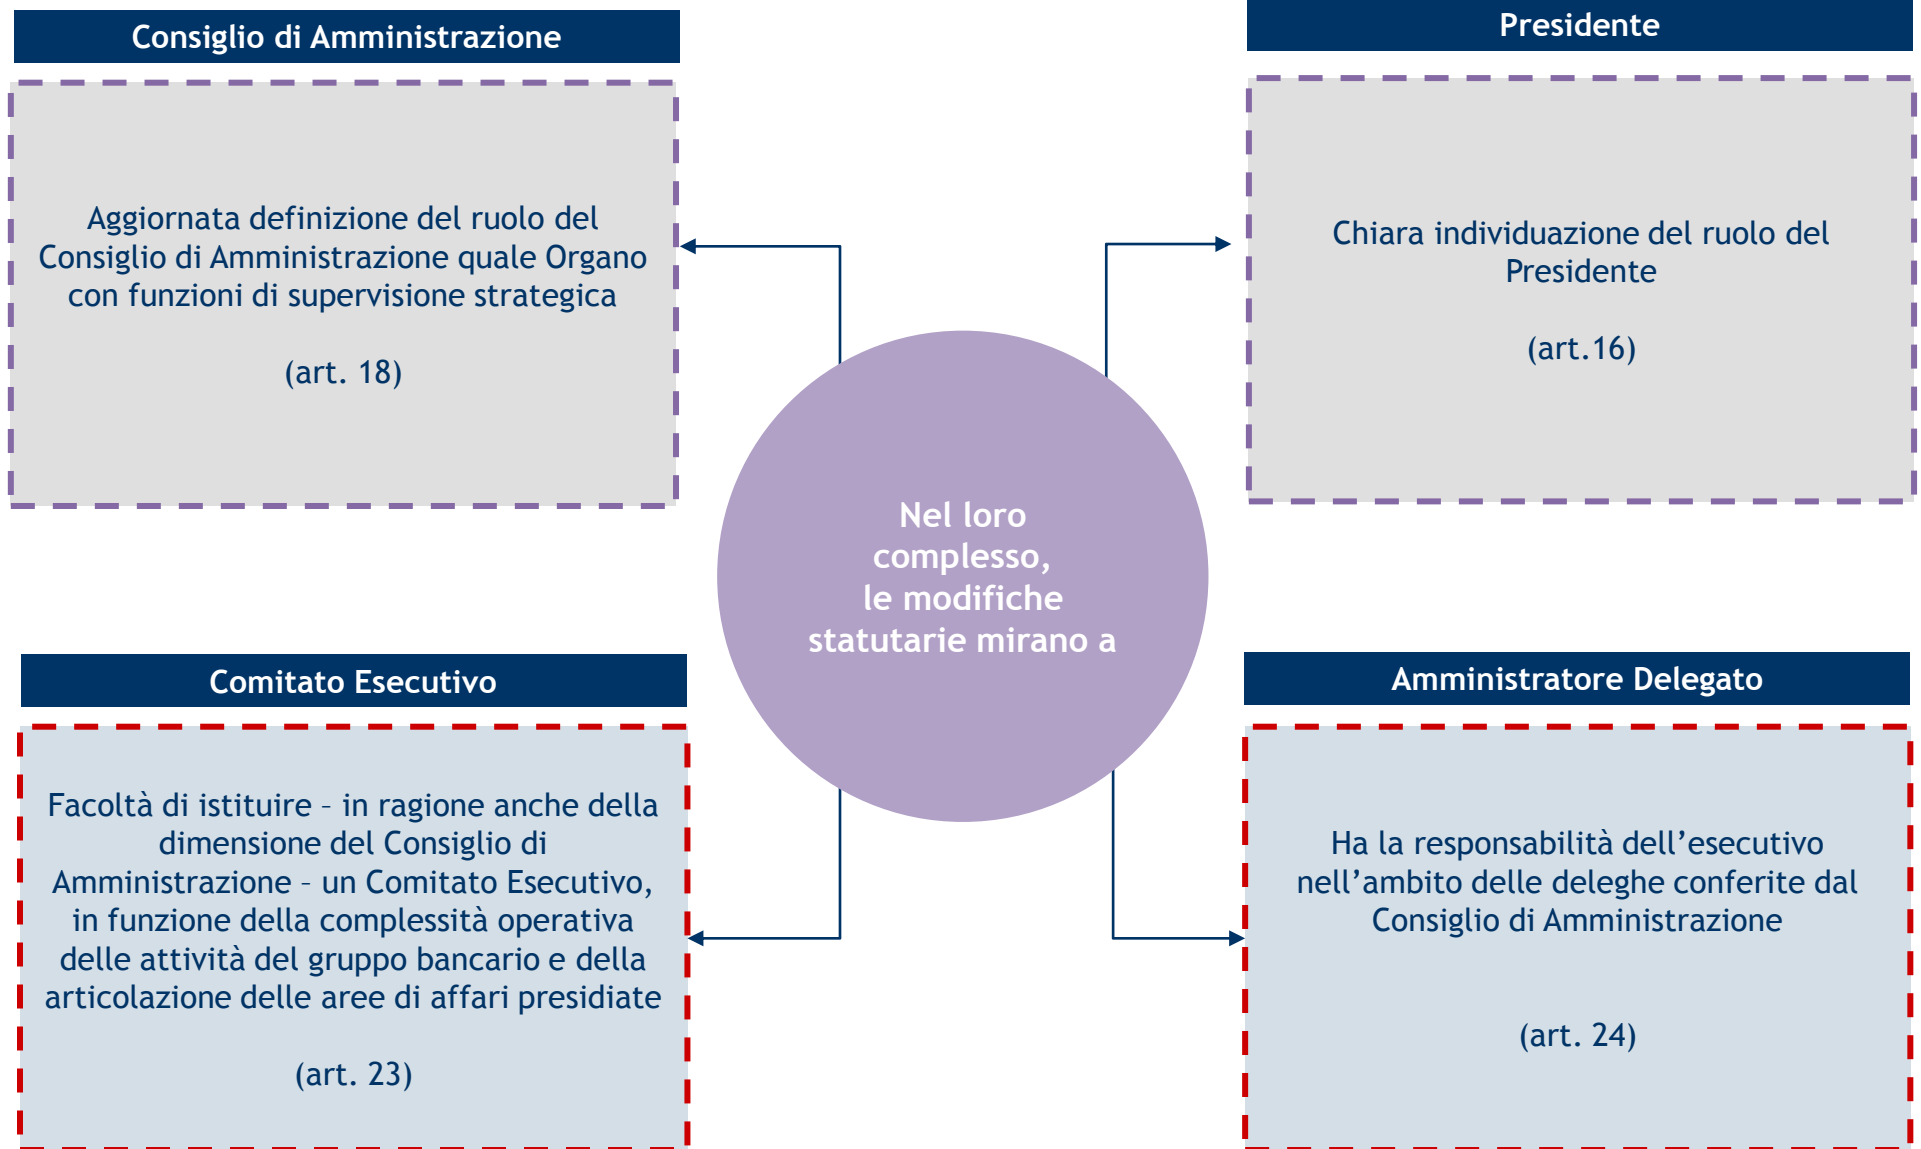 Consiglio di Amministrazione
Aggiornata definizione del ruolo del
Consiglio di Amministrazione quale Organo
con funzioni di supervisione strategica
(art. 18)
Presidente
Chiara individuazione del ruolo del
Presidente
(art.16)
Nel loro
complesso,
le modifiche
statutarie mirano a
Comitato Esecutivo
Facoltà di istituire – in ragione anche della
dimensione del Consiglio di
Amministrazione – un Comitato Esecutivo,
in funzione della complessità operativa
delle attività del gruppo bancario e della
articolazione delle aree di affari presidiate
(art. 23)
Amministratore Delegato
Ha la responsabilità dell’esecutivo
nell’ambito delle deleghe conferite dal
Consiglio di Amministrazione
(art. 24)